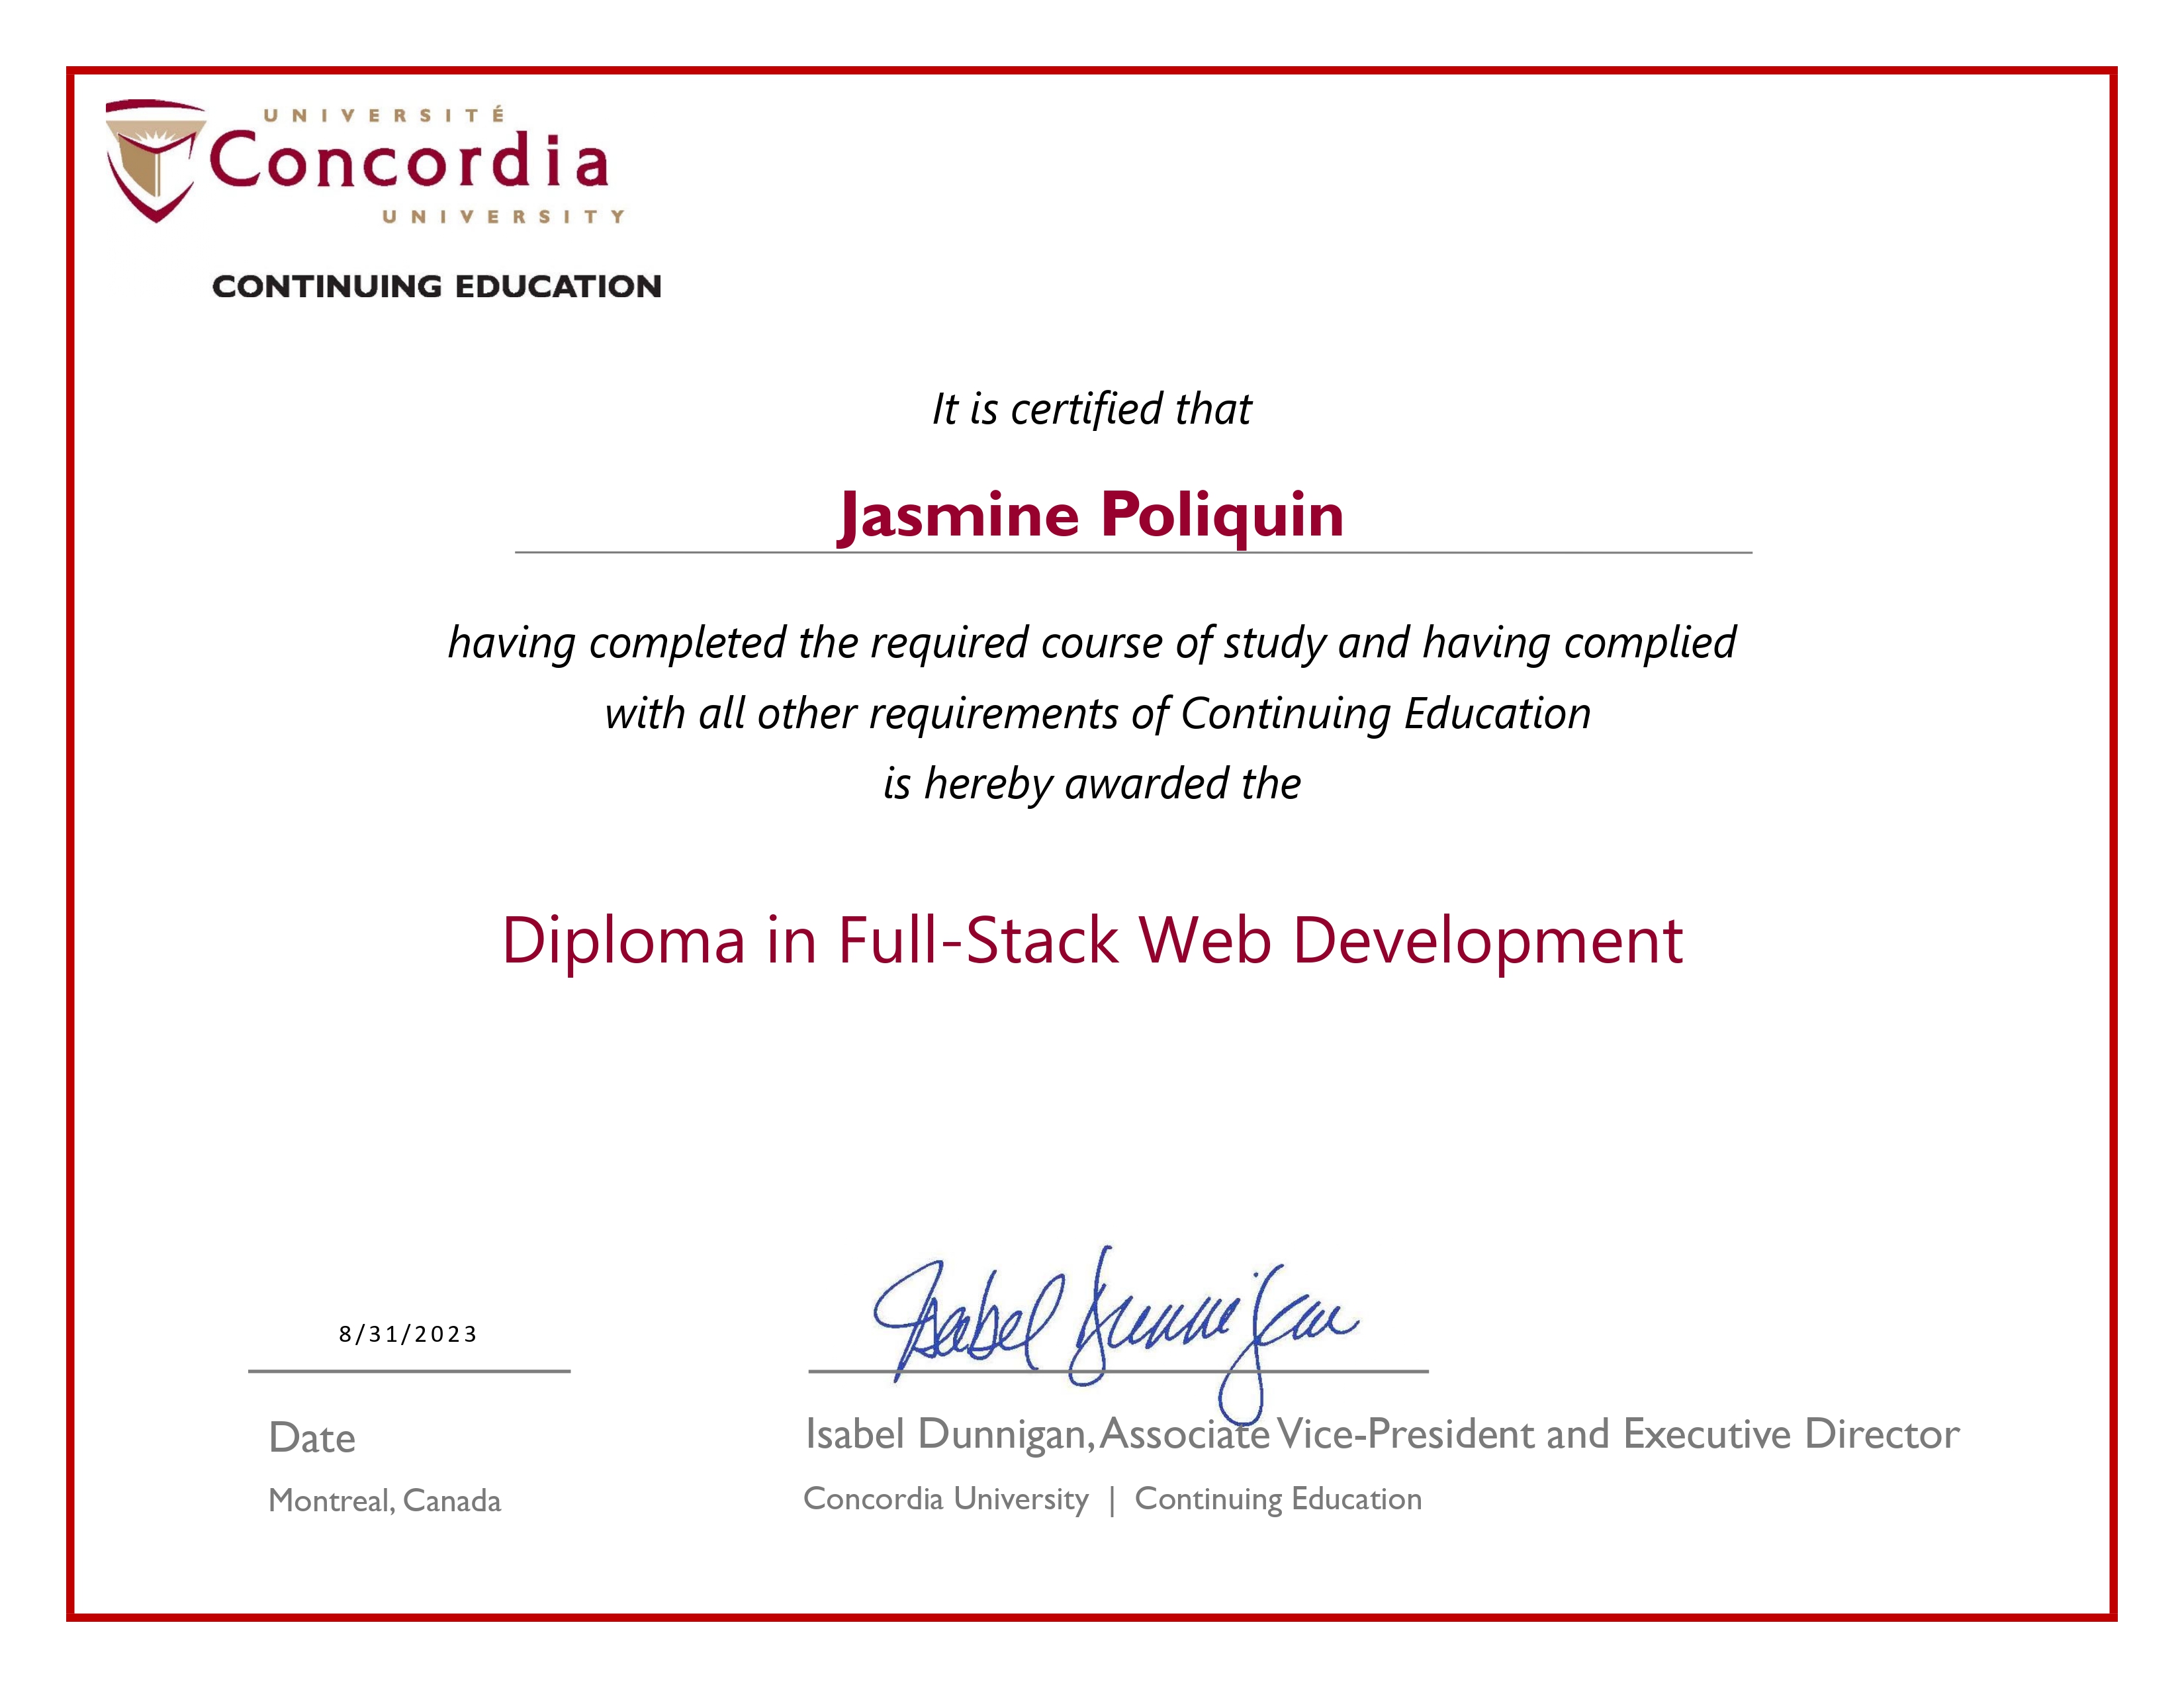 UNIVERSITÉ
Concordia
UNIVERSITY
CONTINUING EDUCATION
It is certified that
Jasmine Poliquin
having completed the required course of study and having complied
with all other requirements of Continuing Education
is hereby awarded the
Diploma in Full-Stack Web Development
8/31/2023
Isabel Dunnigan
Date
Isabel Dunnigan, Associate Vice-President and Executive Director
Montreal, Canada
Concordia University | Continuing Education